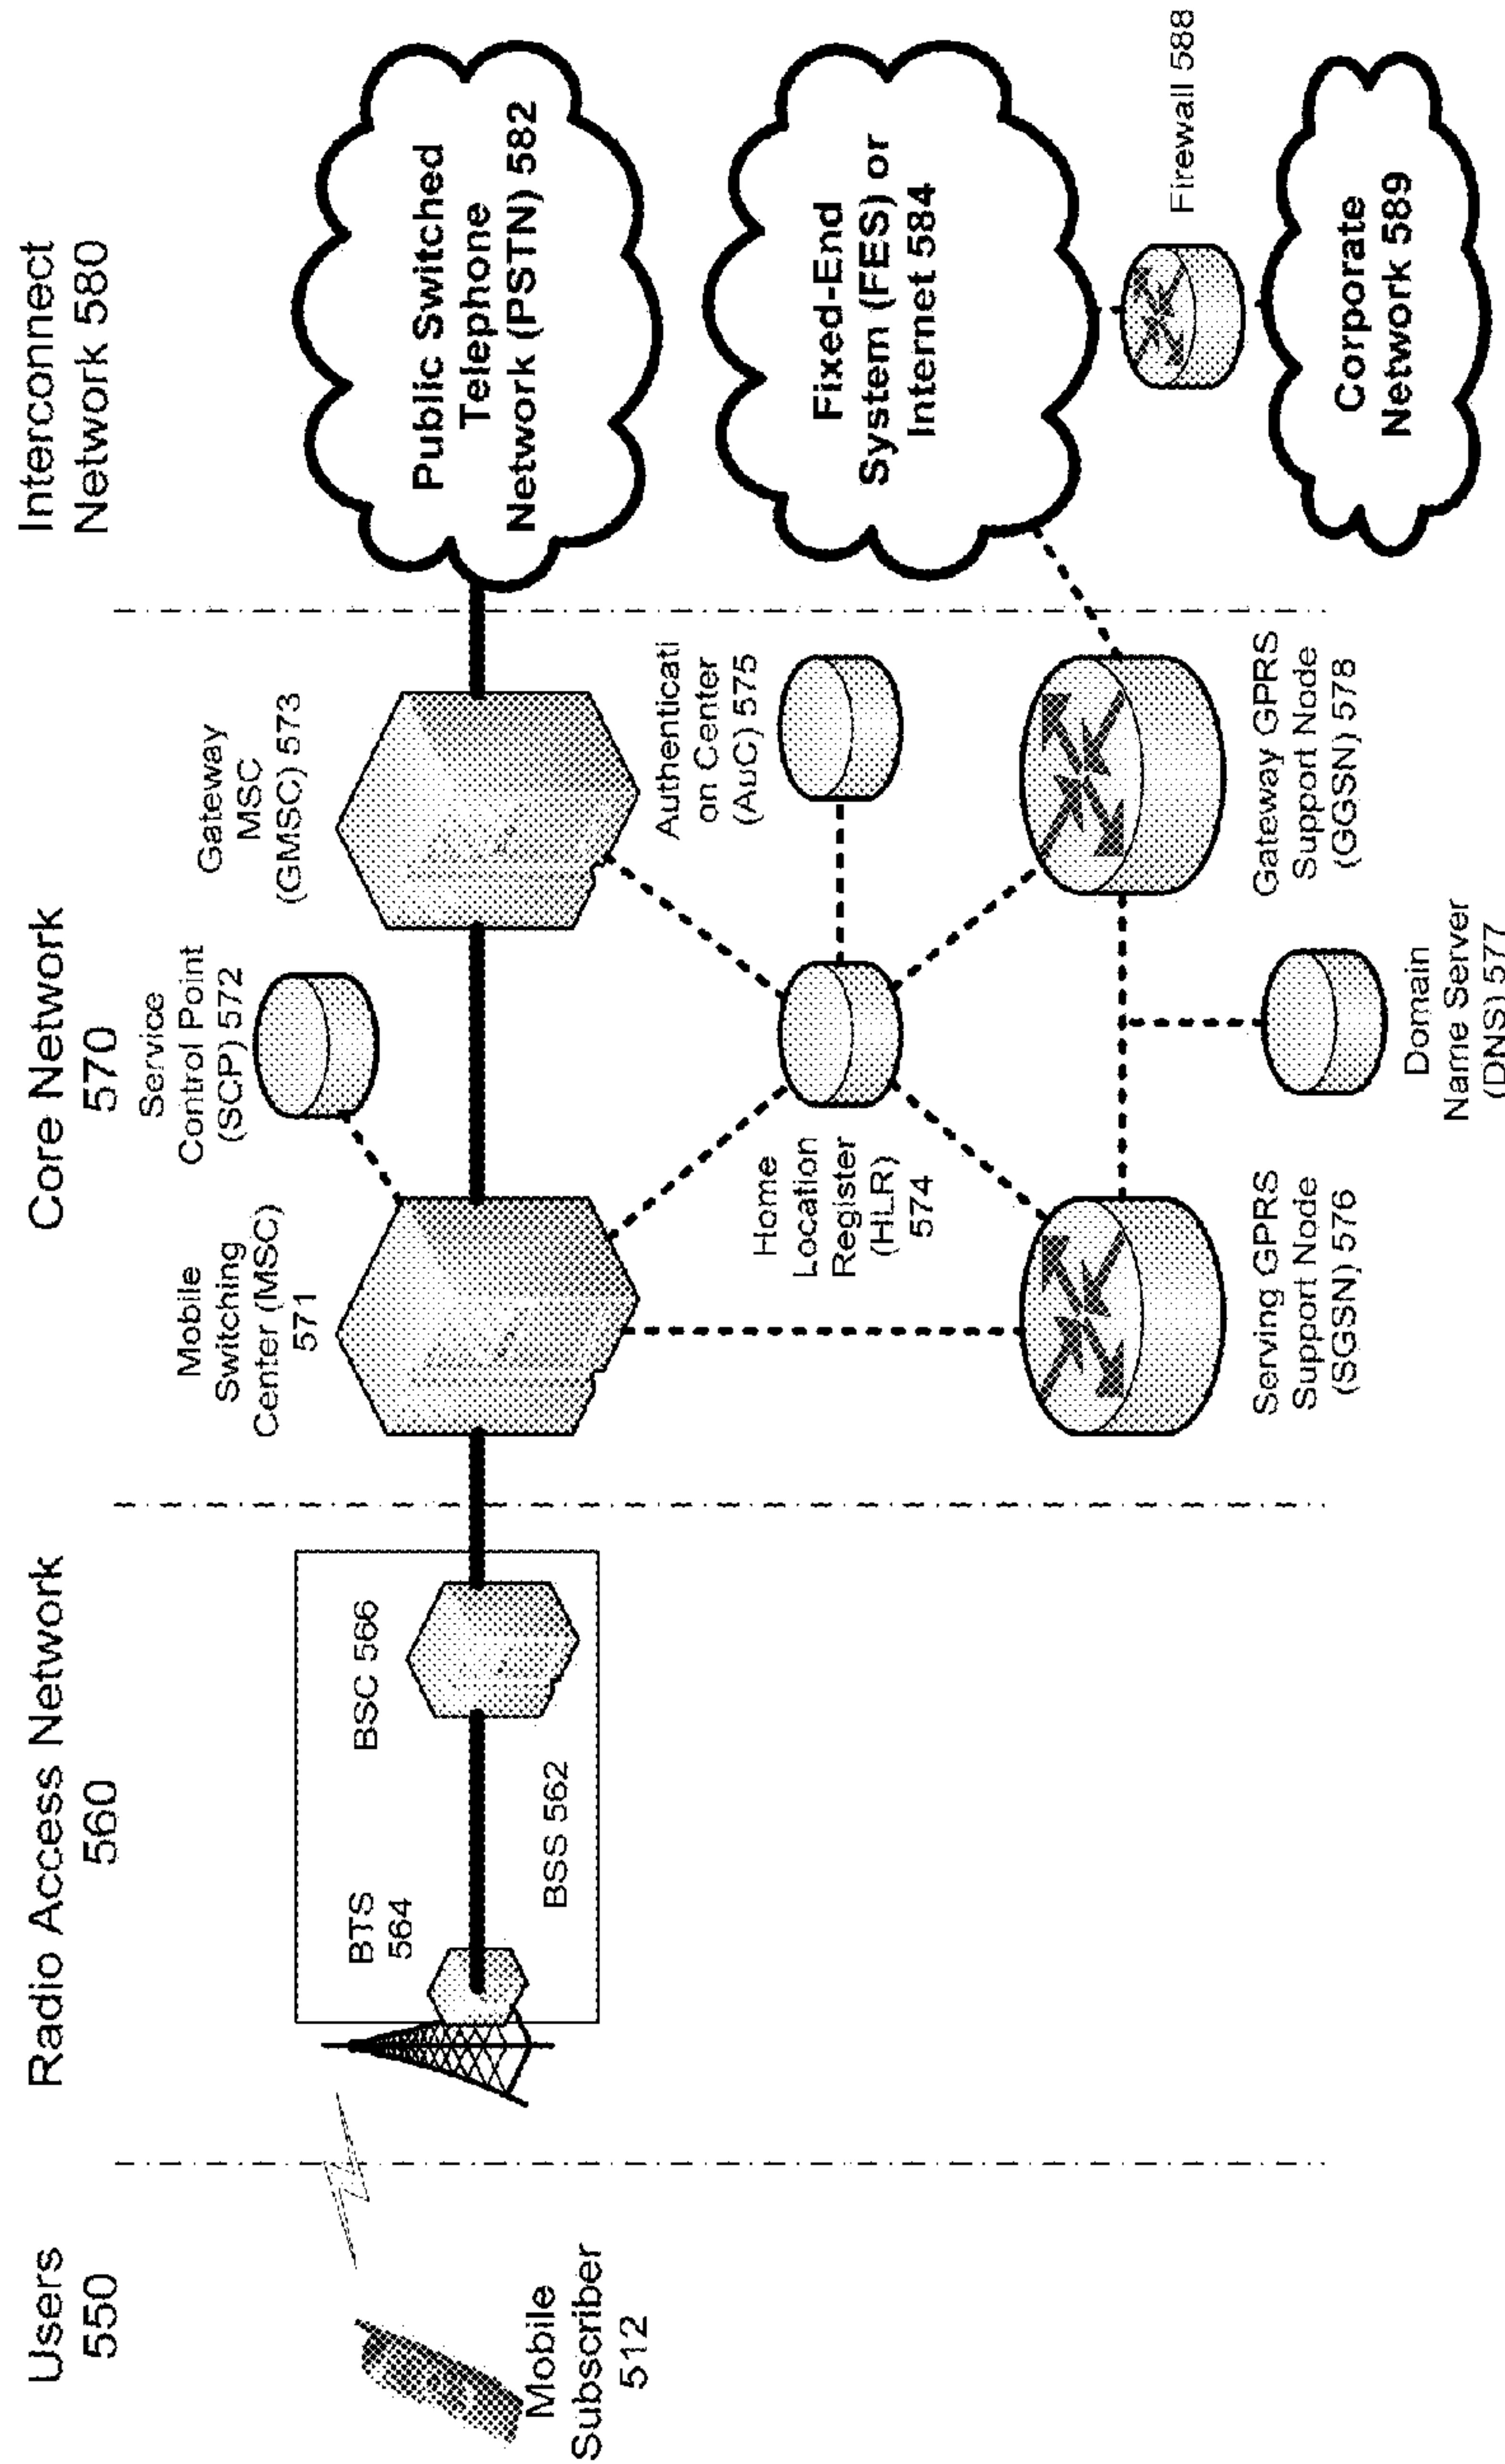 Users
550
Radio Access Network
560
Core Network
570
Interconnect
Network 580
Mobile
Subscriber
512
BTS
564
BSC 566
BSS 562
Mobile
Switching
Center (MSC)
571
Service
Control Point
(SCP) 572
Gateway
MSC
(GMSC) 573
Public Switched
Telephone
Network (PSTN) 582
Home
Location
Register
(HLR)
574
Authenticati
on Center
(AuC) 575
Fixed-End
System (FES) or
Internet 584
Serving GPRS
Support Node
(SGSN) 576
Domain
Name Server
(DNS) 577
Gateway GPRS
Support Node
(GGSN) 578
Firewall 588
Corporate
Network 589